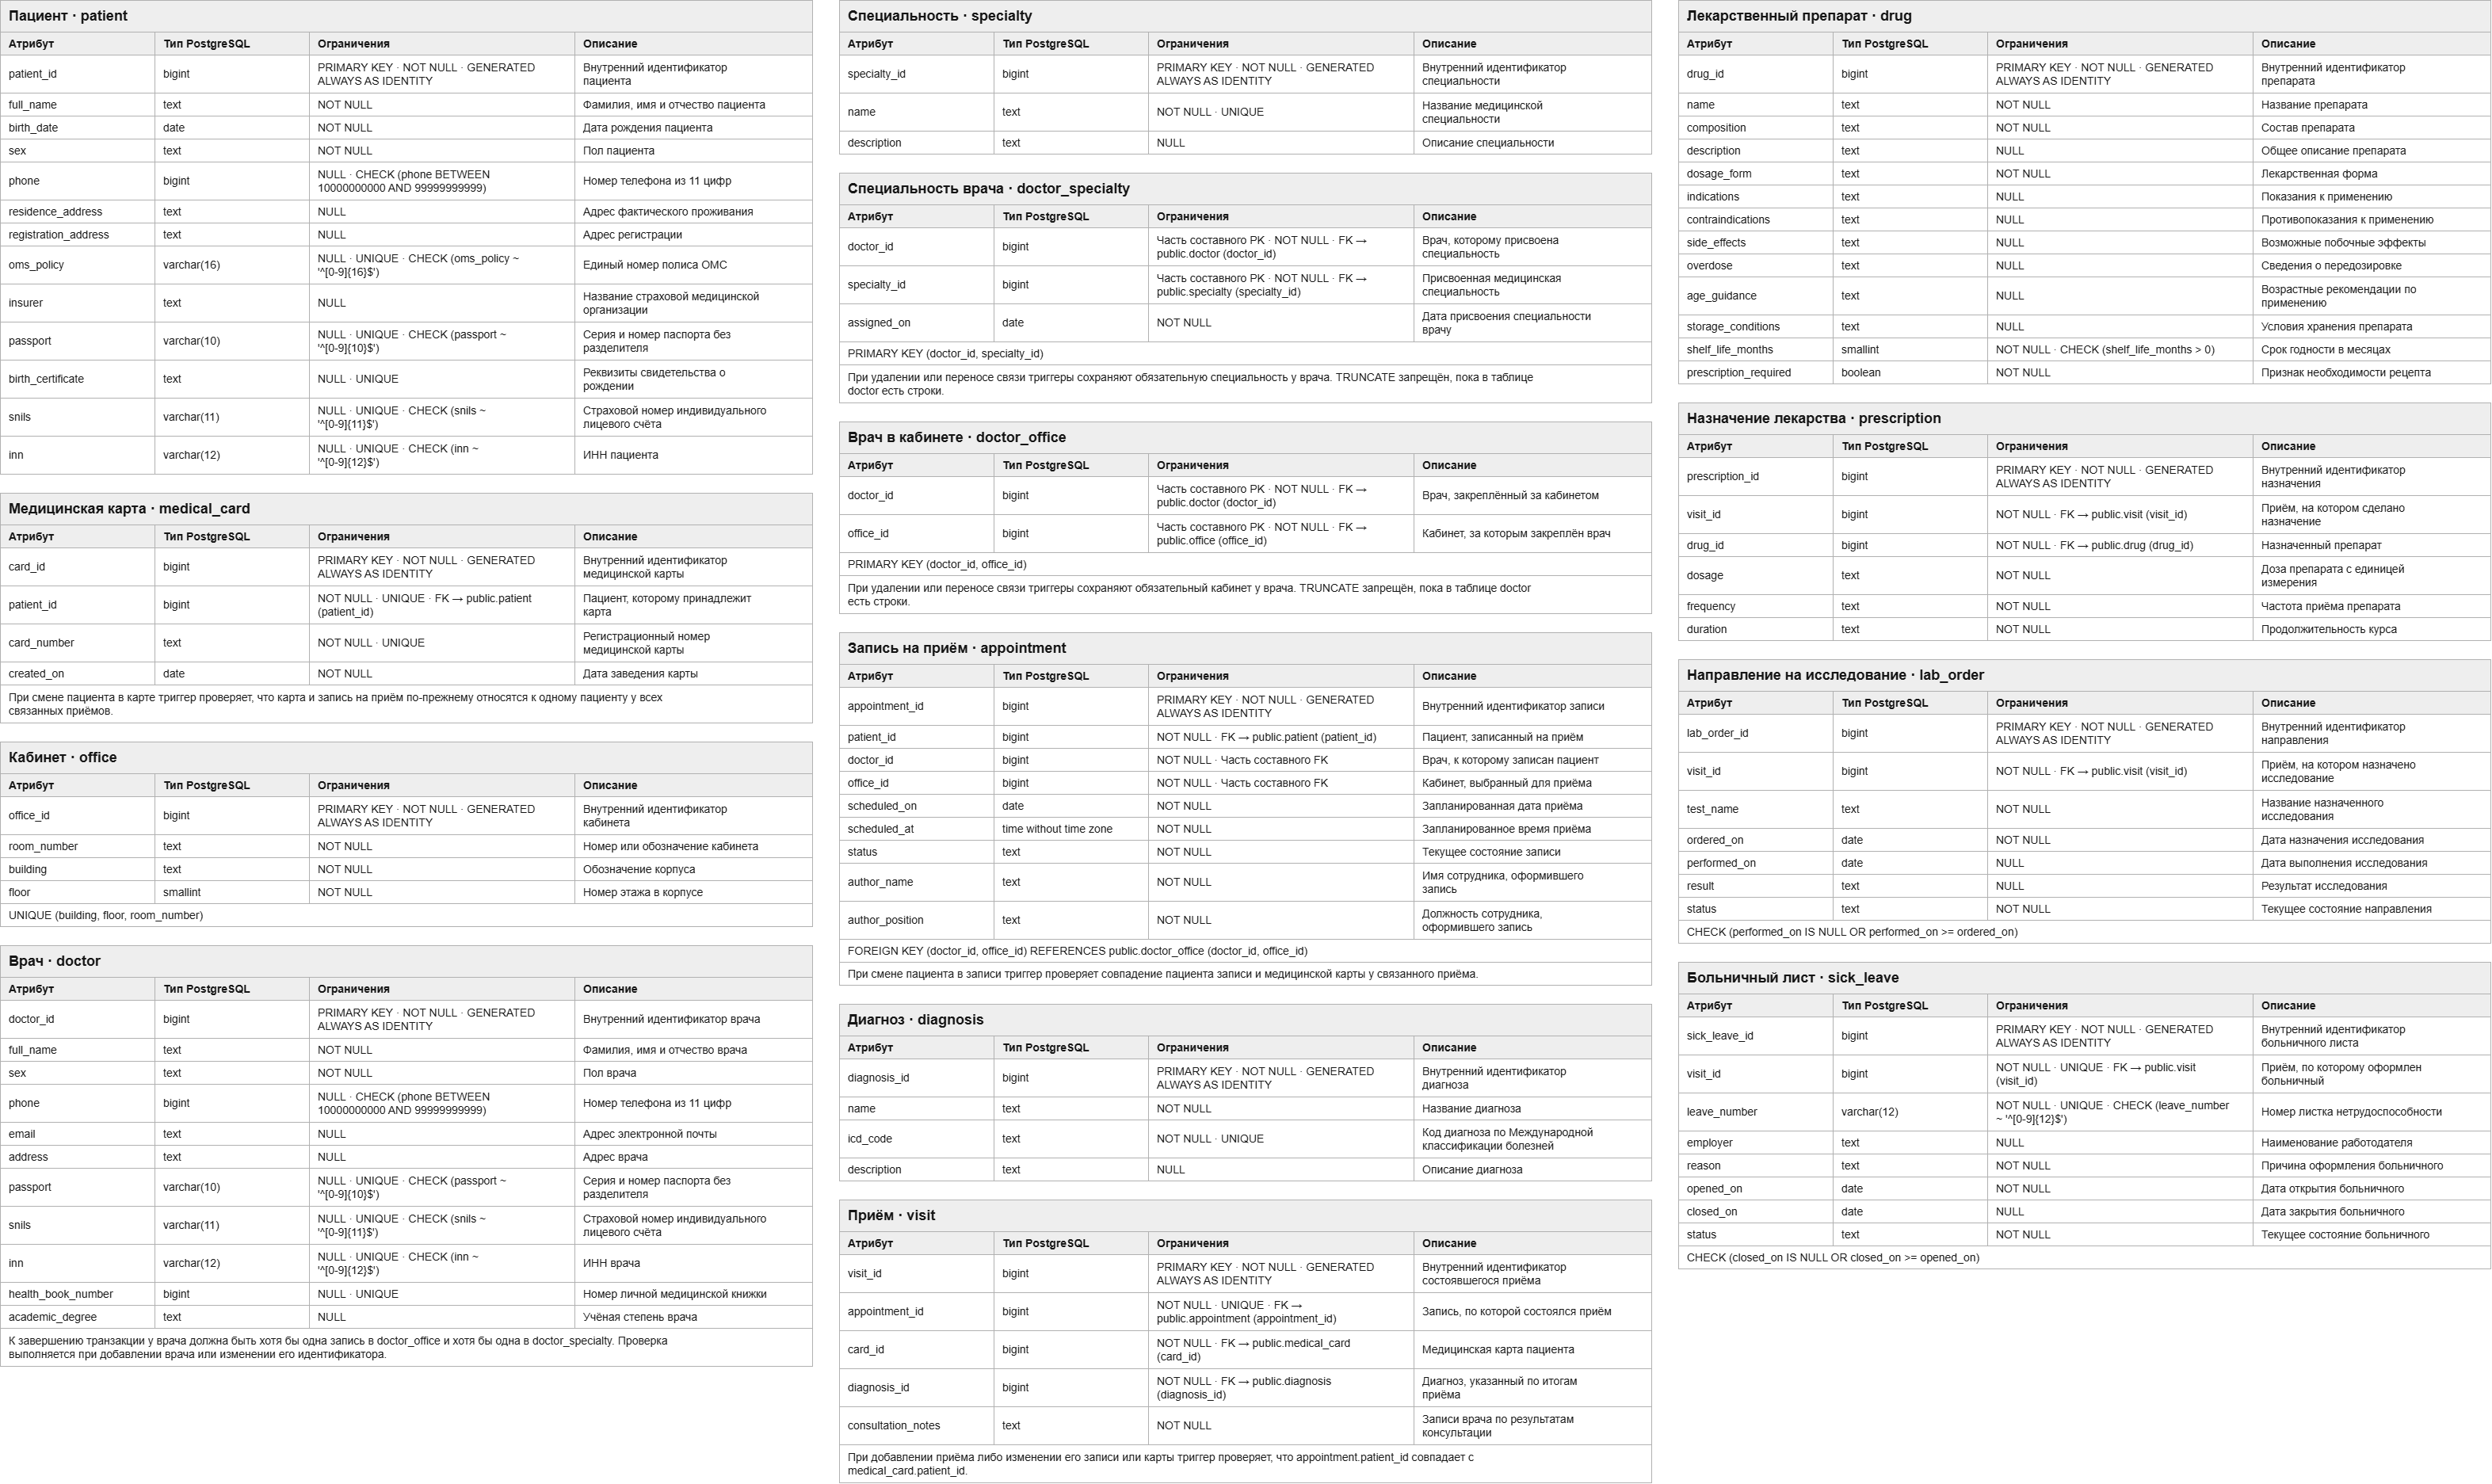 Пациент · patient
Атрибут Тип PostgreSQL Ограничения Описание
patient_id bigint PRIMARY KEY · NOT NULL · GENERATED ALWAYS AS IDENTITY Внутренний идентификатор пациента
full_name text NOT NULL Фамилия, имя и отчество пациента
birth_date date NOT NULL Дата рождения пациента
sex text NOT NULL Пол пациента
phone bigint NULL · CHECK (phone BETWEEN 10000000000 AND 99999999999) Номер телефона из 11 цифр
residence_address text NULL Адрес фактического проживания
registration_address text NULL Адрес регистрации
oms_policy varchar(16) NULL · UNIQUE · CHECK (oms_policy ~ '^[0-9]{16}$') Единый номер полиса ОМС
insurer text NULL Название страховой медицинской организации
passport varchar(10) NULL · UNIQUE · CHECK (passport ~ '^[0-9]{10}$') Серия и номер паспорта без разделителя
birth_certificate text NULL · UNIQUE Реквизиты свидетельства о рождении
snils varchar(11) NULL · UNIQUE · CHECK (snils ~ '^[0-9]{11}$') Страховой номер индивидуального лицевого счёта
inn varchar(12) NULL · UNIQUE · CHECK (inn ~ '^[0-9]{12}$') ИНН пациента
Медицинская карта · medical_card
Атрибут Тип PostgreSQL Ограничения Описание
card_id bigint PRIMARY KEY · NOT NULL · GENERATED ALWAYS AS IDENTITY Внутренний идентификатор медицинской карты
patient_id bigint NOT NULL · UNIQUE · FK → public.patient (patient_id) Пациент, которому принадлежит карта
card_number text NOT NULL · UNIQUE Регистрационный номер медицинской карты
created_on date NOT NULL Дата заведения карты
При смене пациента в карте триггер проверяет, что карта и запись на приём по-прежнему относятся к одному пациенту у всех
связанных приёмов.
Кабинет · office
Атрибут Тип PostgreSQL Ограничения Описание
office_id bigint PRIMARY KEY · NOT NULL · GENERATED ALWAYS AS IDENTITY Внутренний идентификатор кабинета
room_number text NOT NULL Номер или обозначение кабинета
building text NOT NULL Обозначение корпуса
floor smallint NOT NULL Номер этажа в корпусе
UNIQUE (building, floor, room_number)
Врач · doctor
Атрибут Тип PostgreSQL Ограничения Описание
doctor_id bigint PRIMARY KEY · NOT NULL · GENERATED ALWAYS AS IDENTITY Внутренний идентификатор врача
full_name text NOT NULL Фамилия, имя и отчество врача
sex text NOT NULL Пол врача
phone bigint NULL · CHECK (phone BETWEEN 10000000000 AND 99999999999) Номер телефона из 11 цифр
email text NULL Адрес электронной почты
address text NULL Адрес врача
passport varchar(10) NULL · UNIQUE · CHECK (passport ~ '^[0-9]{10}$') Серия и номер паспорта без разделителя
snils varchar(11) NULL · UNIQUE · CHECK (snils ~ '^[0-9]{11}$') Страховой номер индивидуального лицевого счёта
inn varchar(12) NULL · UNIQUE · CHECK (inn ~ '^[0-9]{12}$') ИНН врача
health_book_number bigint NULL · UNIQUE Номер личной медицинской книжки
academic_degree text NULL Учёная степень врача
К завершению транзакции у врача должна быть хотя бы одна запись в doctor_office и хотя бы одна в doctor_specialty. Проверка
выполняется при добавлении врача или изменении его идентификатора.
Специальность · specialty
Атрибут Тип PostgreSQL Ограничения Описание
specialty_id bigint PRIMARY KEY · NOT NULL · GENERATED ALWAYS AS IDENTITY Внутренний идентификатор специальности
name text NOT NULL · UNIQUE Название медицинской специальности
description text NULL Описание специальности
Специальность врача · doctor_specialty
Атрибут Тип PostgreSQL Ограничения Описание
doctor_id bigint Часть составного PK · NOT NULL · FK → public.doctor (doctor_id) Врач, которому присвоена специальность
specialty_id bigint Часть составного PK · NOT NULL · FK → public.specialty (specialty_id) Присвоенная медицинская специальность
assigned_on date NOT NULL Дата присвоения специальности врачу
PRIMARY KEY (doctor_id, specialty_id)
При удалении или переносе связи триггеры сохраняют обязательную специальность у врача. TRUNCATE запрещён, пока в таблице
doctor есть строки.
Врач в кабинете · doctor_office
Атрибут Тип PostgreSQL Ограничения Описание
doctor_id bigint Часть составного PK · NOT NULL · FK → public.doctor (doctor_id) Врач, закреплённый за кабинетом
office_id bigint Часть составного PK · NOT NULL · FK → public.office (office_id) Кабинет, за которым закреплён врач
PRIMARY KEY (doctor_id, office_id)
При удалении или переносе связи триггеры сохраняют обязательный кабинет у врача. TRUNCATE запрещён, пока в таблице doctor
есть строки.
Запись на приём · appointment
Атрибут Тип PostgreSQL Ограничения Описание
appointment_id bigint PRIMARY KEY · NOT NULL · GENERATED ALWAYS AS IDENTITY Внутренний идентификатор записи
patient_id bigint NOT NULL · FK → public.patient (patient_id) Пациент, записанный на приём
doctor_id bigint NOT NULL · Часть составного FK Врач, к которому записан пациент
office_id bigint NOT NULL · Часть составного FK Кабинет, выбранный для приёма
scheduled_on date NOT NULL Запланированная дата приёма
scheduled_at time without time zone NOT NULL Запланированное время приёма
status text NOT NULL Текущее состояние записи
author_name text NOT NULL Имя сотрудника, оформившего запись
author_position text NOT NULL Должность сотрудника, оформившего запись
FOREIGN KEY (doctor_id, office_id) REFERENCES public.doctor_office (doctor_id, office_id)
При смене пациента в записи триггер проверяет совпадение пациента записи и медицинской карты у связанного приёма.
Диагноз · diagnosis
Атрибут Тип PostgreSQL Ограничения Описание
diagnosis_id bigint PRIMARY KEY · NOT NULL · GENERATED ALWAYS AS IDENTITY Внутренний идентификатор диагноза
name text NOT NULL Название диагноза
icd_code text NOT NULL · UNIQUE Код диагноза по Международной классификации болезней
description text NULL Описание диагноза
Приём · visit
Атрибут Тип PostgreSQL Ограничения Описание
visit_id bigint PRIMARY KEY · NOT NULL · GENERATED ALWAYS AS IDENTITY Внутренний идентификатор состоявшегося приёма
appointment_id bigint NOT NULL · UNIQUE · FK → public.appointment (appointment_id) Запись, по которой состоялся приём
card_id bigint NOT NULL · FK → public.medical_card (card_id) Медицинская карта пациента
diagnosis_id bigint NOT NULL · FK → public.diagnosis (diagnosis_id) Диагноз, указанный по итогам приёма
consultation_notes text NOT NULL Записи врача по результатам консультации
При добавлении приёма либо изменении его записи или карты триггер проверяет, что appointment.patient_id совпадает с
medical_card.patient_id.
Лекарственный препарат · drug
Атрибут Тип PostgreSQL Ограничения Описание
drug_id bigint PRIMARY KEY · NOT NULL · GENERATED ALWAYS AS IDENTITY Внутренний идентификатор препарата
name text NOT NULL Название препарата
composition text NOT NULL Состав препарата
description text NULL Общее описание препарата
dosage_form text NOT NULL Лекарственная форма
indications text NULL Показания к применению
contraindications text NULL Противопоказания к применению
side_effects text NULL Возможные побочные эффекты
overdose text NULL Сведения о передозировке
age_guidance text NULL Возрастные рекомендации по применению
storage_conditions text NULL Условия хранения препарата
shelf_life_months smallint NOT NULL · CHECK (shelf_life_months > 0) Срок годности в месяцах
prescription_required boolean NOT NULL Признак необходимости рецепта
Назначение лекарства · prescription
Атрибут Тип PostgreSQL Ограничения Описание
prescription_id bigint PRIMARY KEY · NOT NULL · GENERATED ALWAYS AS IDENTITY Внутренний идентификатор назначения
visit_id bigint NOT NULL · FK → public.visit (visit_id) Приём, на котором сделано назначение
drug_id bigint NOT NULL · FK → public.drug (drug_id) Назначенный препарат
dosage text NOT NULL Доза препарата с единицей измерения
frequency text NOT NULL Частота приёма препарата
duration text NOT NULL Продолжительность курса
Направление на исследование · lab_order
Атрибут Тип PostgreSQL Ограничения Описание
lab_order_id bigint PRIMARY KEY · NOT NULL · GENERATED ALWAYS AS IDENTITY Внутренний идентификатор направления
visit_id bigint NOT NULL · FK → public.visit (visit_id) Приём, на котором назначено исследование
test_name text NOT NULL Название назначенного исследования
ordered_on date NOT NULL Дата назначения исследования
performed_on date NULL Дата выполнения исследования
result text NULL Результат исследования
status text NOT NULL Текущее состояние направления
CHECK (performed_on IS NULL OR performed_on >= ordered_on)
Больничный лист · sick_leave
Атрибут Тип PostgreSQL Ограничения Описание
sick_leave_id bigint PRIMARY KEY · NOT NULL · GENERATED ALWAYS AS IDENTITY Внутренний идентификатор больничного листа
visit_id bigint NOT NULL · UNIQUE · FK → public.visit (visit_id) Приём, по которому оформлен больничный
leave_number varchar(12) NOT NULL · UNIQUE · CHECK (leave_number ~ '^[0-9]{12}$') Номер листка нетрудоспособности
employer text NULL Наименование работодателя
reason text NOT NULL Причина оформления больничного
opened_on date NOT NULL Дата открытия больничного
closed_on date NULL Дата закрытия больничного
status text NOT NULL Текущее состояние больничного
CHECK (closed_on IS NULL OR closed_on >= opened_on)